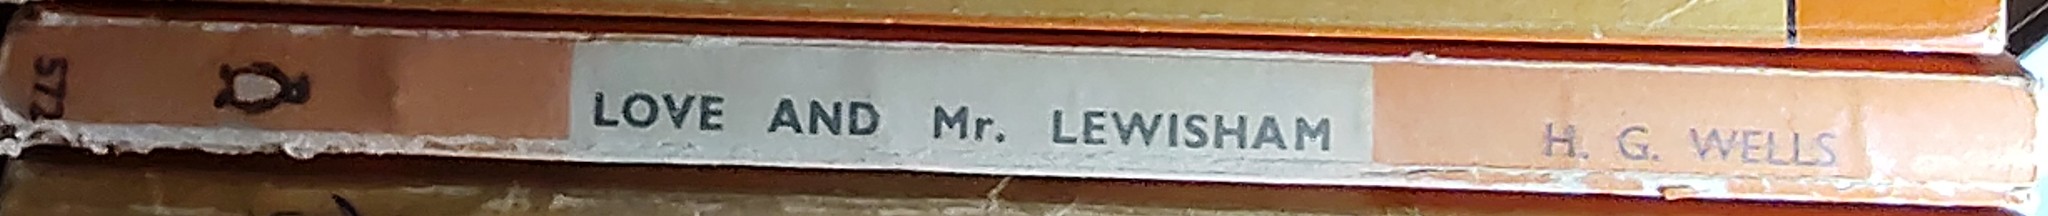 572
LOVE AND Mr. LEWISHAM
H. G. WELLS